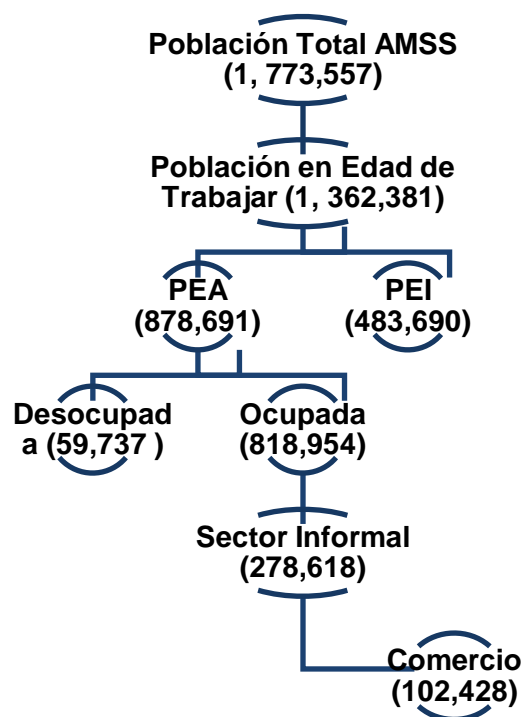 Población Total AMSS
(1, 773,557)
Población en Edad de
Trabajar (1, 362,381)
PEA
(878,691)
PEI
(483,690)
Desocupad
a (59,737 )
Ocupada
(818,954)
Sector Informal
(278,618)
Comercio
(102,428)